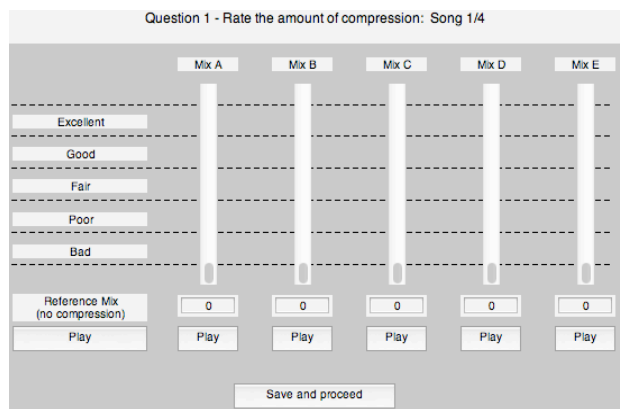 Question 1 - Rate the amount of compression: Song 1/4
Mix A Mix B Mix C Mix D Mix E
Excellent
Good
Fair
Poor
Bad
Reference Mix
(no compression)
0 0 0 0 0
Play Play Play Play Play Play
Save and proceed